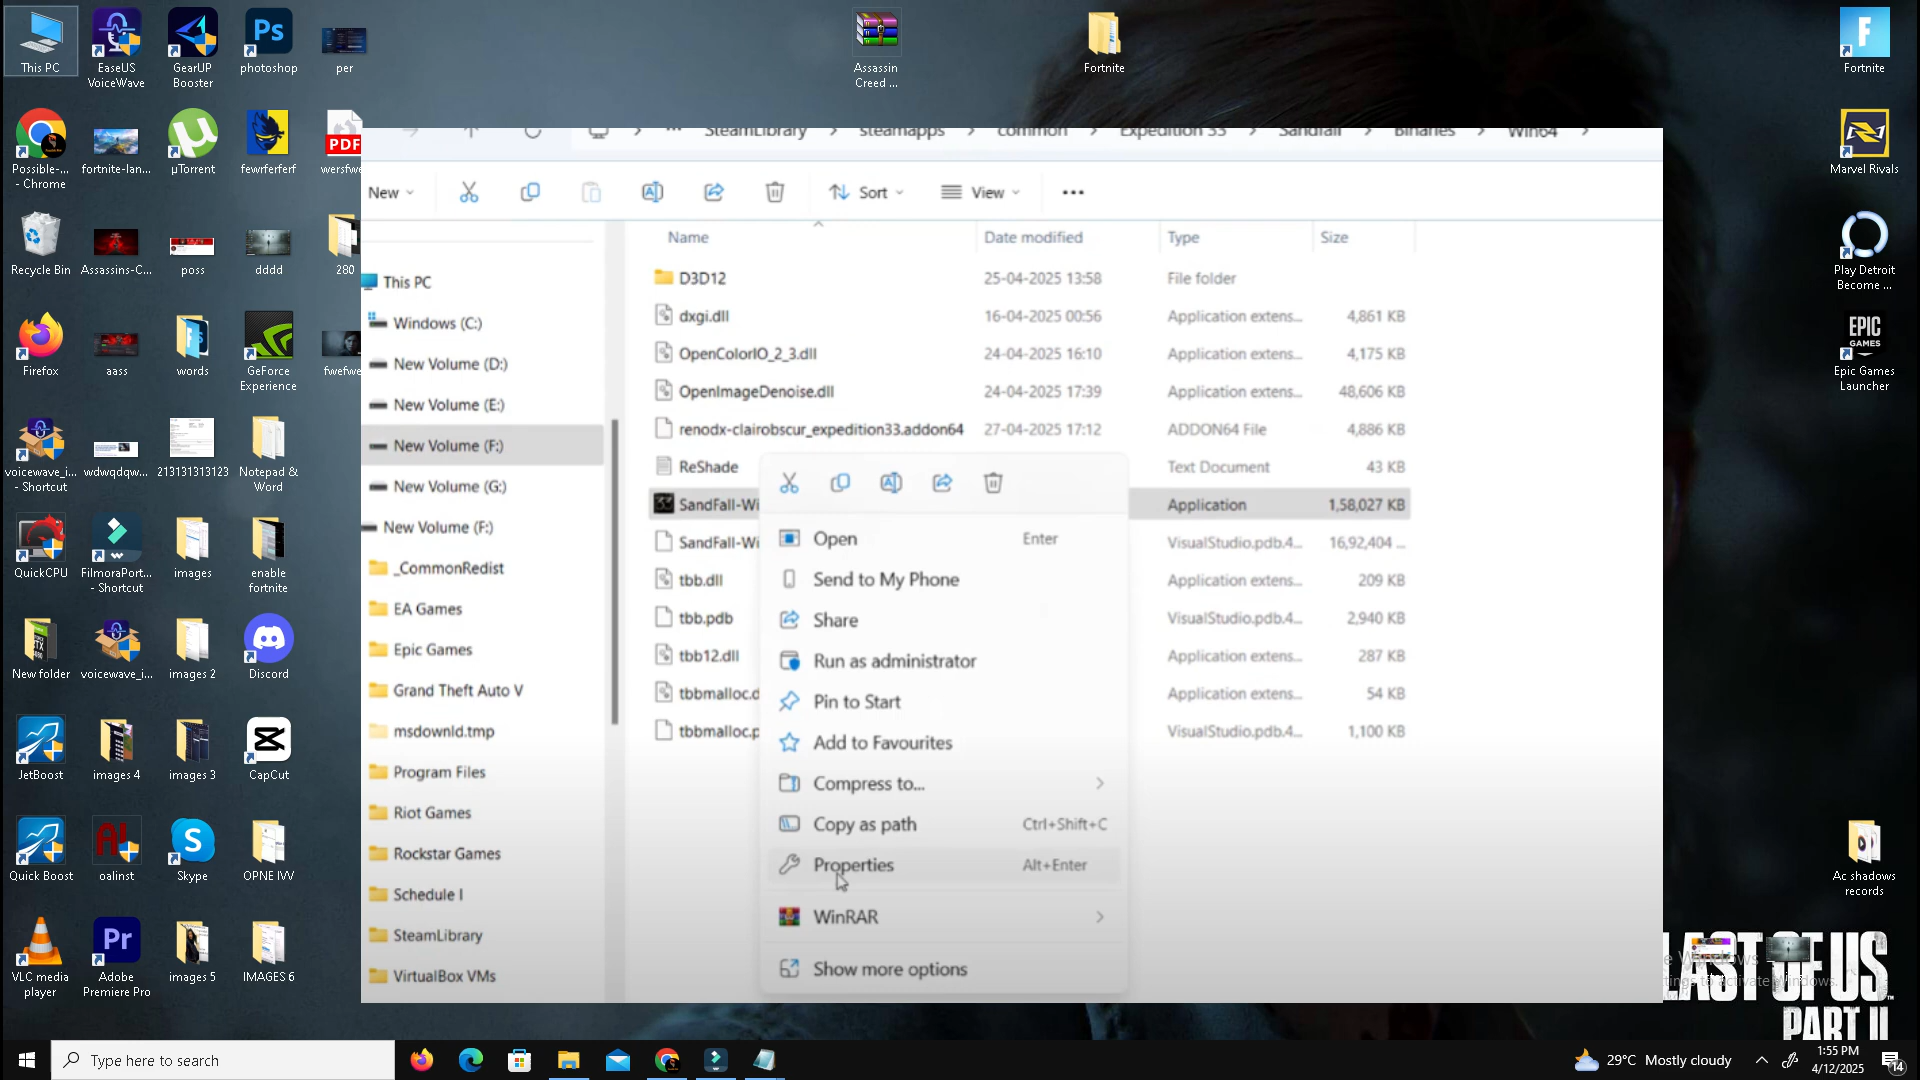 This PC
EaseUS
VoiceWave
GearUP
Booster
Ps
photoshop
per
Assassin
Creed ...
Fortnite
F
Fortnite
Possible-...
- Chrome
fortnite-lan...
µTorrent
fewrferferf
PDF
wersfwe
Marvel Rivals
Recycle Bin
Assassins-C...
poss
dddd
280
Play Detroit
Become ...
Firefox
aass
words
GeForce
Experience
fwefwe
EPIC
GAMES
Epic Games
Launcher
voicewave_i...
- Shortcut
wdwqdqw...
213131313123
Notepad &
Word
QuickCPU
FilmoraPort...
- Shortcut
images
enable
fortnite
New folder
voicewave_i...
images 2
Discord
JetBoost
images 4
images 3
CapCut
Quick Boost
oalinst
S
Skype
OPNE IVV
Ac shadows
records
VLC media
player
Pr
Adobe
Premiere Pro
images 5
IMAGES 6
... SteamLibrary > steamapps > common > Expedition 33 > Sandfall > Binaries > Win64 >
New
Sort
View
Name Date modified Type Size
This PC
Windows (C:)
New Volume (D:)
New Volume (E:)
New Volume (F:)
New Volume (G:)
New Volume (F:)
_CommonRedist
EA Games
Epic Games
Grand Theft Auto V
msdownld.tmp
Program Files
Riot Games
Rockstar Games
Schedule I
SteamLibrary
VirtualBox VMs
D3D12 25-04-2025 13:58 File folder
dxgi.dll 16-04-2025 00:56 Application extens... 4,861 KB
OpenColorIO_2_3.dll 24-04-2025 16:10 Application extens... 4,175 KB
OpenImageDenoise.dll 24-04-2025 17:39 Application extens... 48,606 KB
renodx-clairobscur_expedition33.addon64 27-04-2025 17:12 ADDON64 File 4,886 KB
ReShade Text Document 43 KB
SandFall-Wi Application 1,58,027 KB
SandFall-Wi VisualStudio.pdb.4... 16,92,404 ...
tbb.dll Application extens... 209 KB
tbb.pdb VisualStudio.pdb.4... 2,940 KB
tbb12.dll Application extens... 287 KB
tbbmalloc.d Application extens... 54 KB
tbbmalloc.p VisualStudio.pdb.4... 1,100 KB
Open Enter
Send to My Phone
Share
Run as administrator
Pin to Start
Add to Favourites
Compress to...
Copy as path Ctrl+Shift+C
Properties Alt+Enter
WinRAR
Show more options
LAST OF US
PART II
Type here to search
29°C Mostly cloudy
1:55 PM
4/12/2025
14